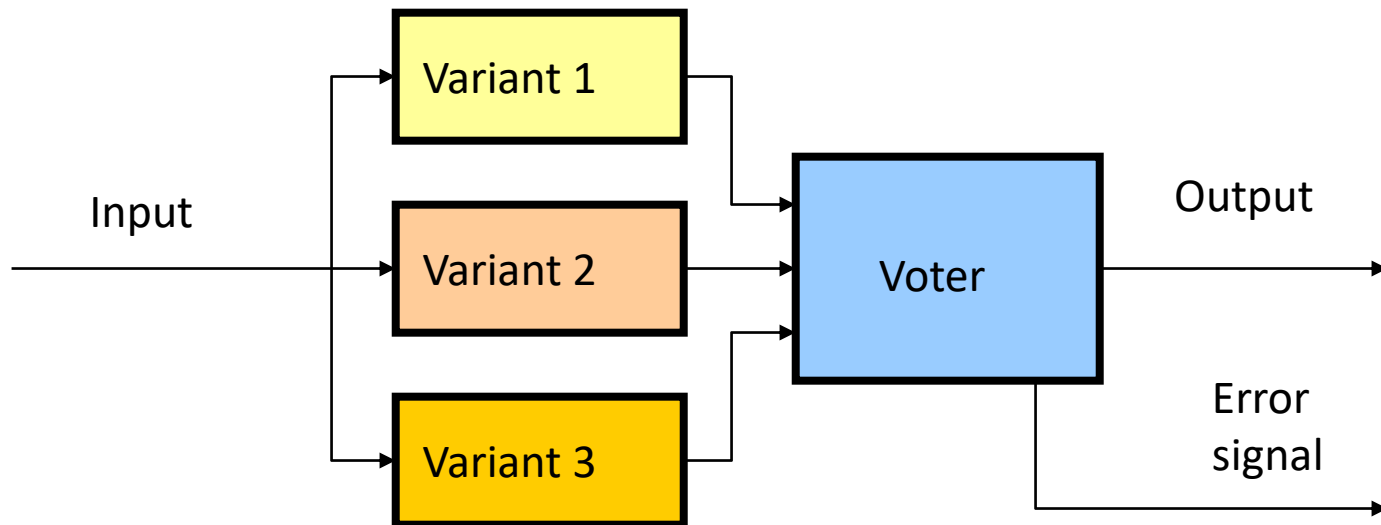 Variant 1
Input
Variant 2
Voter
Output
Variant 3
Error
signal